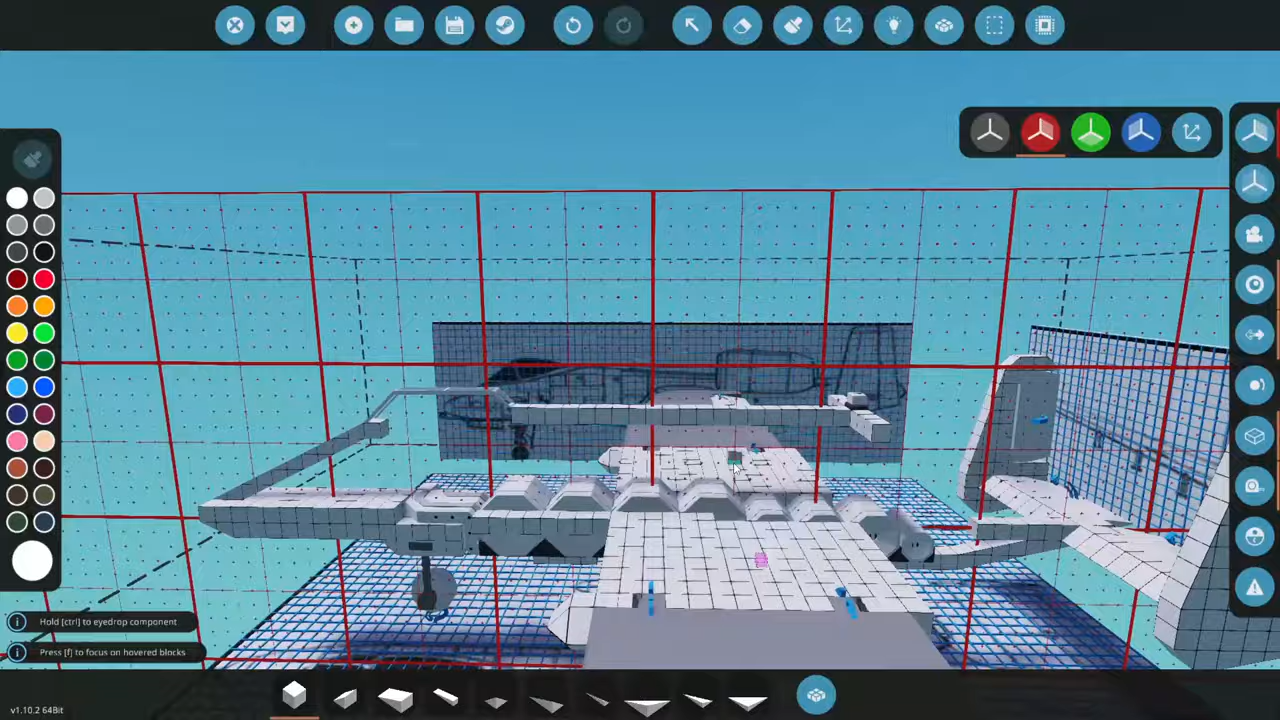 Hold [ctrl] to eyedrop component
Press [f] to focus on hovered blocks
v1.10.2 64Bit